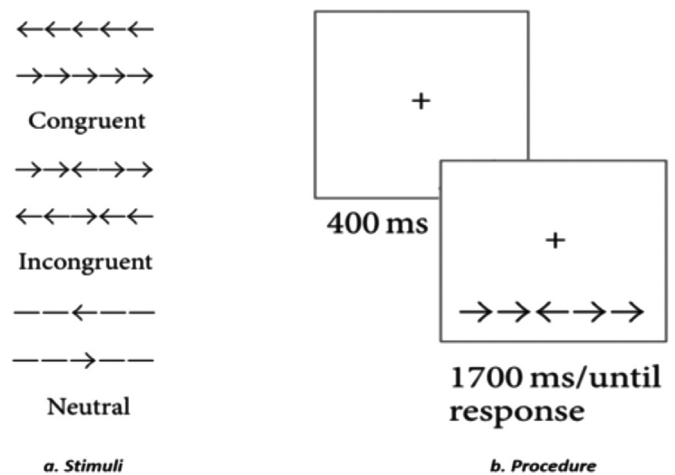 ←←←←←
→→→→→
Congruent
→→←→→
←←→←←
Incongruent
— —←— —
— —→— —
Neutral
a. Stimuli
+
400 ms
+
→→←→→
1700 ms/until
response
b. Procedure